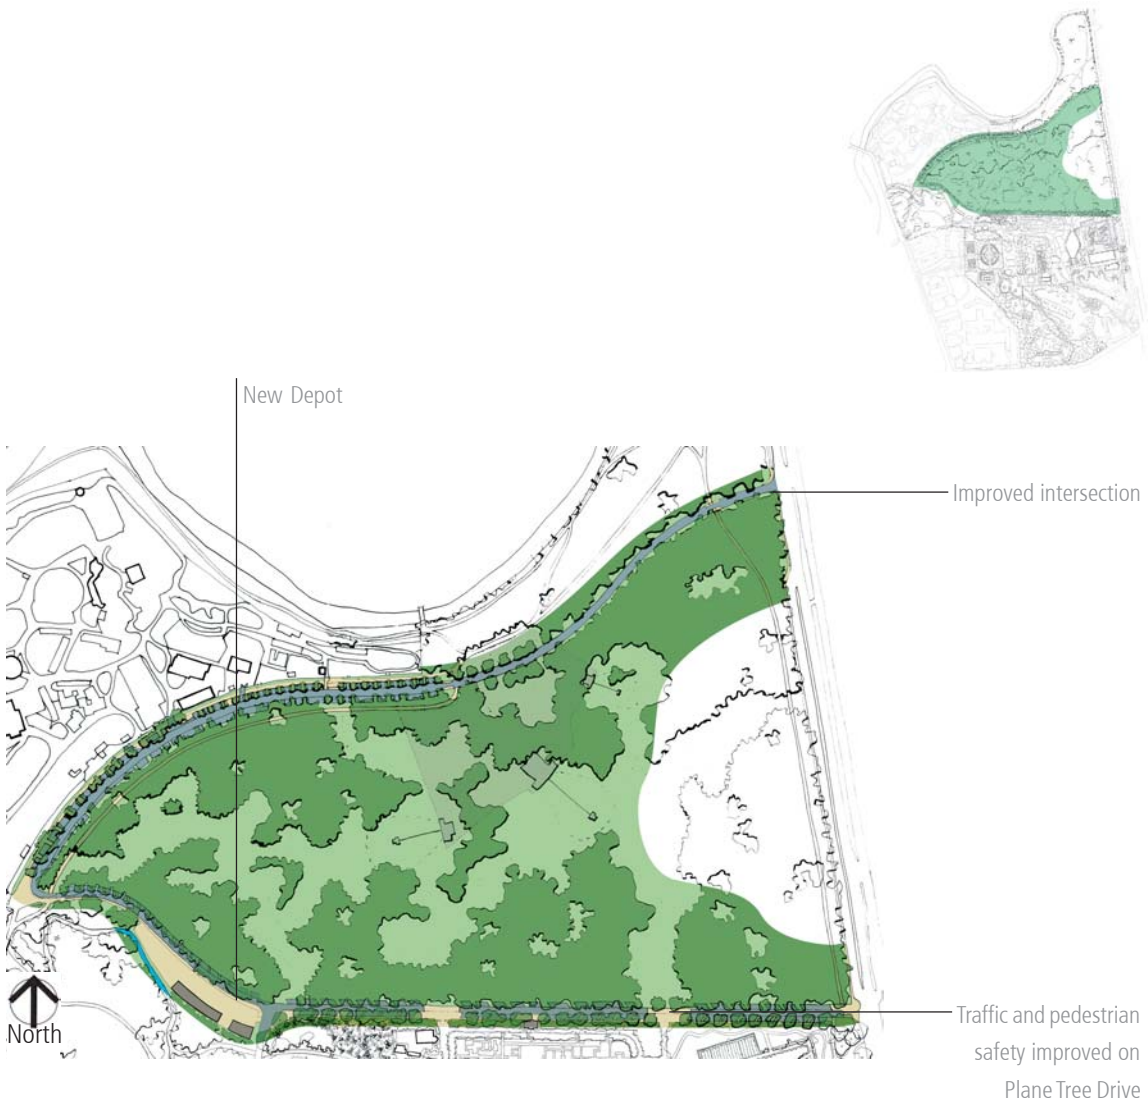 New Depot
Improved intersection
North
Traffic and pedestrian
safety improved on
Plane Tree Drive